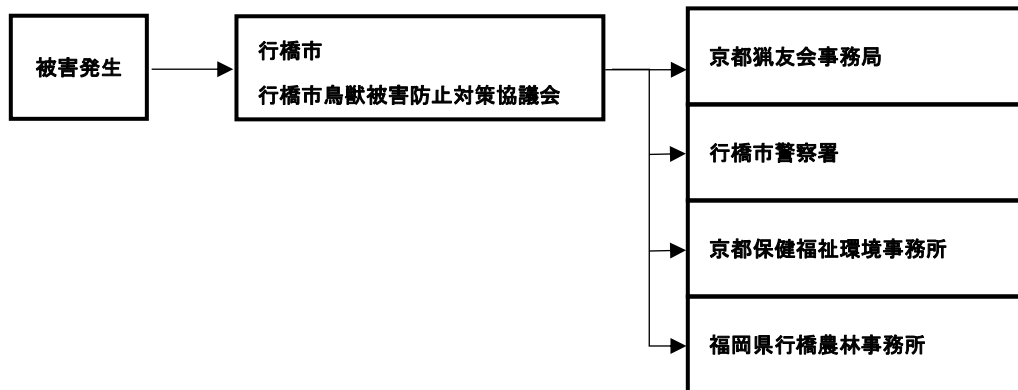 被害発生
行橋市
行橋市鳥獣被害防止対策協議会
京都猟友会事務局
行橋市警察署
京都保健福祉環境事務所
福岡県行橋農林事務所